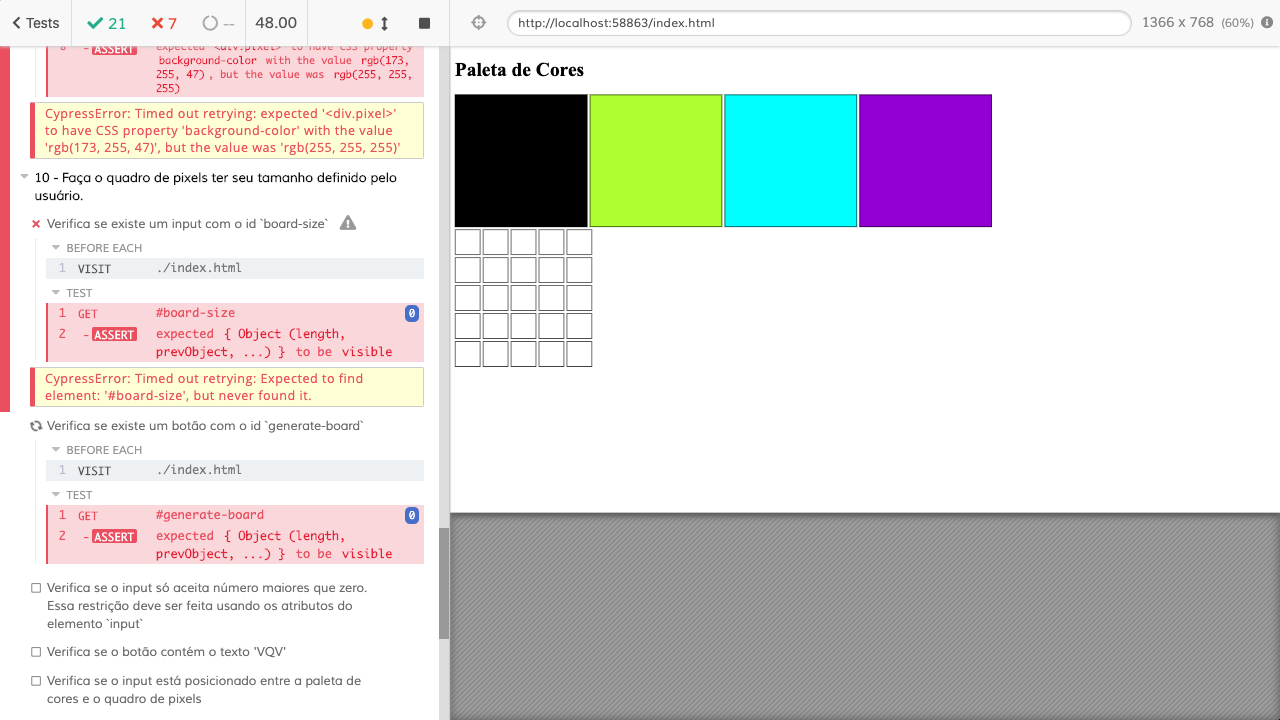 Tests
21
7
--
48.00
http://localhost:58863/index.html
1366 x 768 (60%)
8 - ASSERT expected <div.pixel> to have CSS property
background-color with the value rgb(173,
255, 47) , but the value was rgb(255, 255,
255)
CypressError: Timed out retrying: expected '<div.pixel>'
to have CSS property 'background-color' with the value
'rgb(173, 255, 47)', but the value was 'rgb(255, 255, 255)'
10 - Faça o quadro de pixels ter seu tamanho definido pelo
usuário.
Verifica se existe um input com o id `board-size`
BEFORE EACH
1 VISIT ./index.html
TEST
1 GET #board-size 0
2 - ASSERT expected { Object (length,
prevObject, ...) } to be visible
CypressError: Timed out retrying: Expected to find
element: '#board-size', but never found it.
Verifica se existe um botão com o id `generate-board`
BEFORE EACH
1 VISIT ./index.html
TEST
1 GET #generate-board 0
2 - ASSERT expected { Object (length,
prevObject, ...) } to be visible
Verifica se o input só aceita número maiores que zero.
Essa restrição deve ser feita usando os atributos do
elemento `input`
Verifica se o botão contém o texto 'VQV'
Verifica se o input está posicionado entre a paleta de
cores e o quadro de pixels
Paleta de Cores